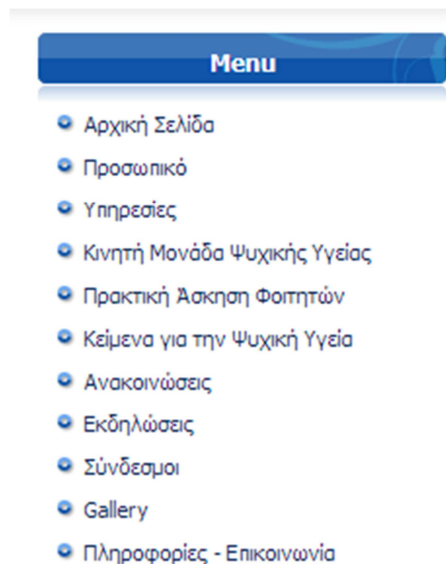 Menu
Αρχική Σελίδα
Προσωπικό
Υπηρεσίες
Κινητή Μονάδα Ψυχικής Υγείας
Πρακτική Άσκηση Φοιτητών
Κείμενα για την Ψυχική Υγεία
Ανακοινώσεις
Εκδηλώσεις
Σύνδεσμοι
Gallery
Πληροφορίες - Επικοινωνία